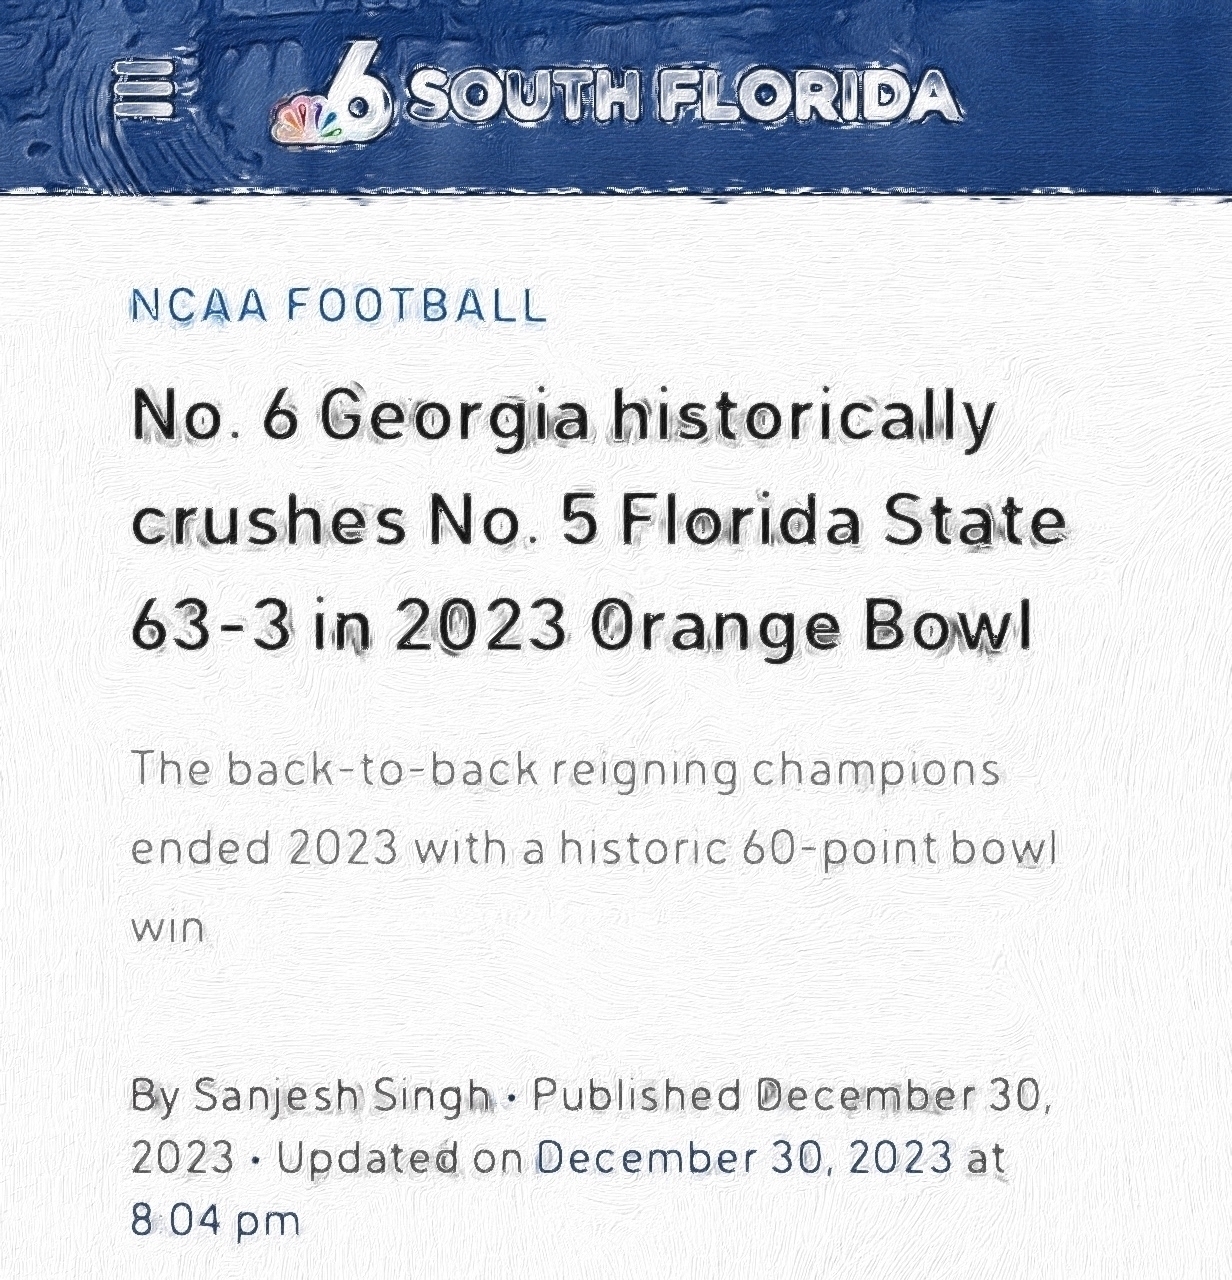 6 SOUTH FLORIDA
NCAA FOOTBALL
No. 6 Georgia historically
crushes No. 5 Florida State
63-3 in 2023 Orange Bowl
The back-to-back reigning champions
ended 2023 with a historic 60-point bowl
win
By Sanjesh Singh • Published December 30,
2023 • Updated on December 30, 2023 at
8:04 pm